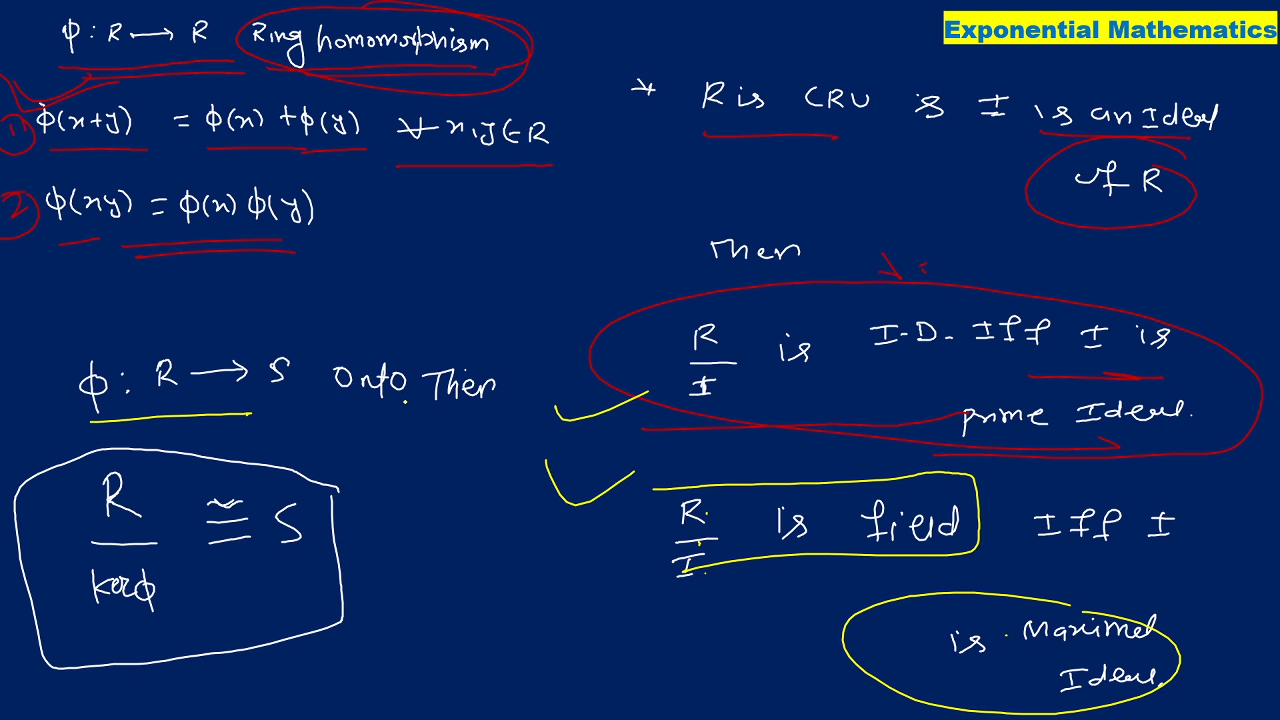 Exponential Mathematics
φ : R → R Ring homomorphism
① φ(x+y) = φ(x) + φ(y) ∀ x,y ∈ R
② φ(xy) = φ(x) φ(y)
φ : R → S Onto. Then
R
kerφ
≅ S
* R is CRU & I is an Ideal
of R
Then
R
I
is I.D. Iff I is
prime Ideal.
R
I
is field Iff I
is Maximal
Ideal.